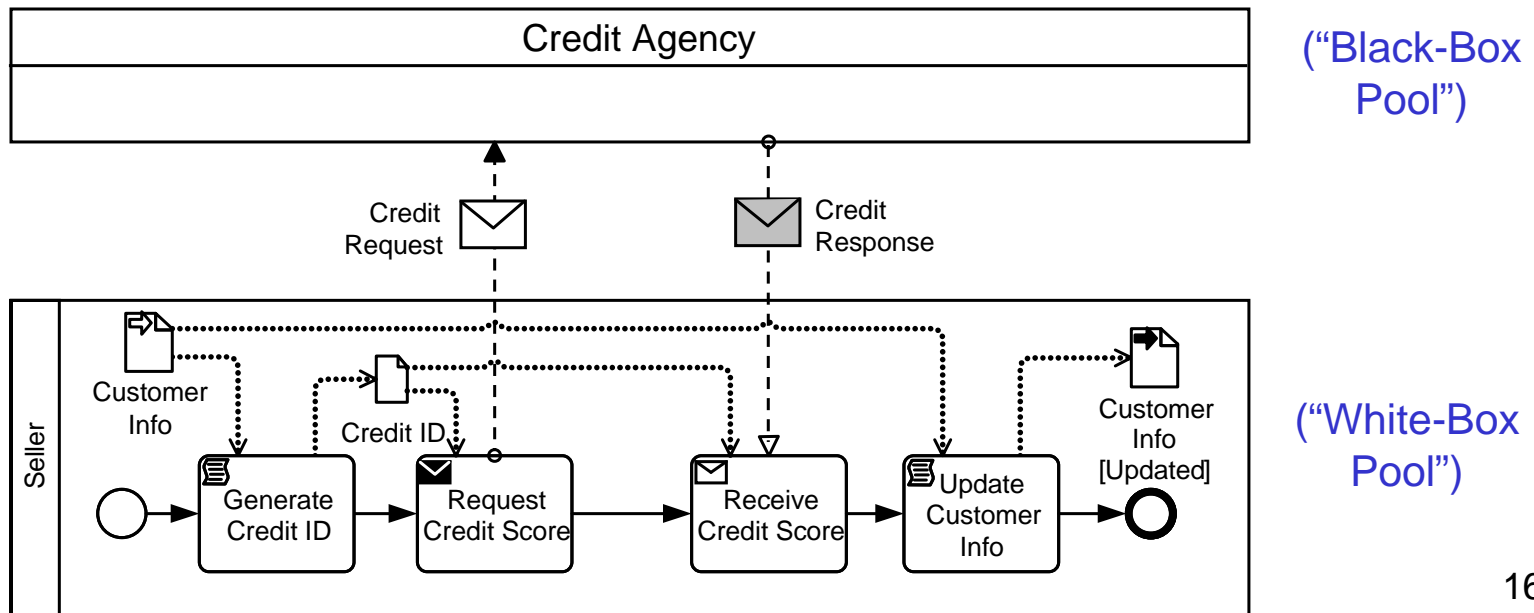 Credit Agency
(“Black-Box
Pool”)
Credit
Request
Credit
Response
Seller
Customer
Info
Credit ID
Customer
Info
[Updated]
(“White-Box
Pool”)
Generate
Credit ID
Request
Credit Score
Receive
Credit Score
Update
Customer
Info
16